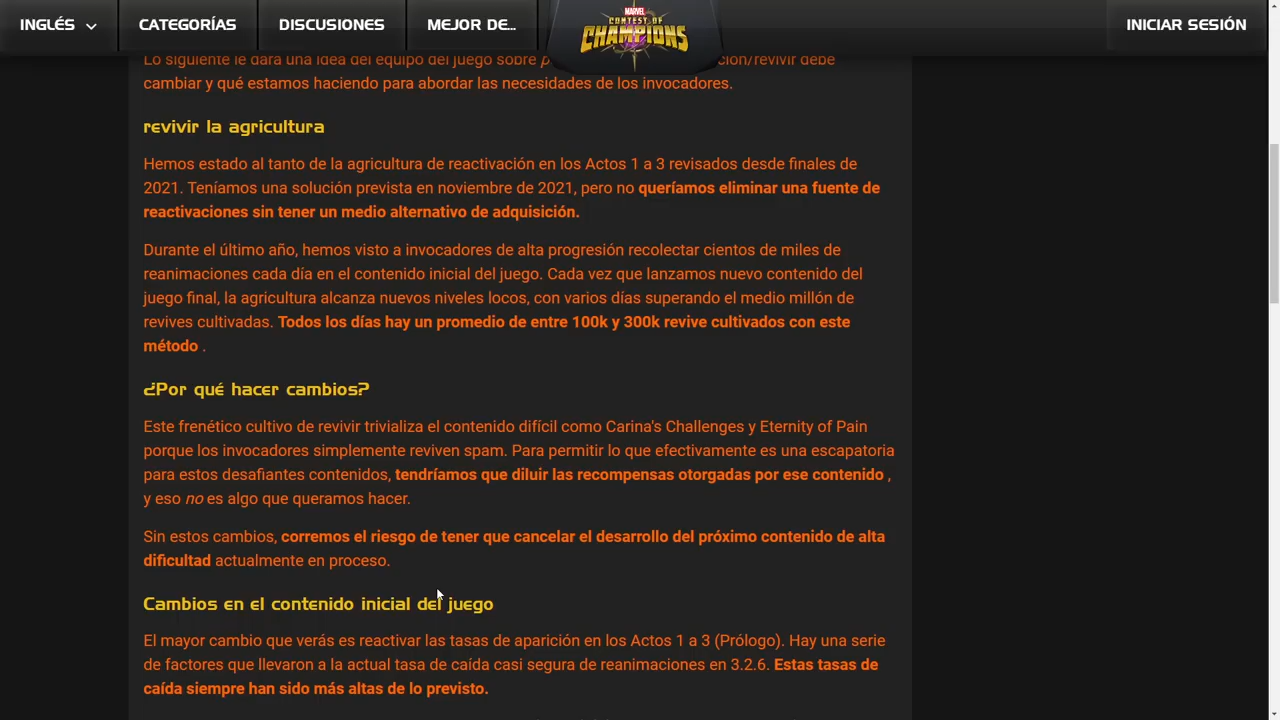 INGLÉS
CATEGORÍAS
DISCUSIONES
MEJOR DE...
MARVEL
CONTEST OF
CHAMPIONS
INICIAR SESIÓN
Lo siguiente le dará una idea del equipo del juego sobre ción/revivir debe
cambiar y qué estamos haciendo para abordar las necesidades de los invocadores.
revivir la agricultura
Hemos estado al tanto de la agricultura de reactivación en los Actos 1 a 3 revisados desde finales de
2021. Teníamos una solución prevista en noviembre de 2021, pero no queríamos eliminar una fuente de
reactivaciones sin tener un medio alternativo de adquisición.
Durante el último año, hemos visto a invocadores de alta progresión recolectar cientos de miles de
reanimaciones cada día en el contenido inicial del juego. Cada vez que lanzamos nuevo contenido del
juego final, la agricultura alcanza nuevos niveles locos, con varios días superando el medio millón de
revives cultivadas. Todos los días hay un promedio de entre 100k y 300k revive cultivados con este
método .
¿Por qué hacer cambios?
Este frenético cultivo de revivir trivializa el contenido difícil como Carina's Challenges y Eternity of Pain
porque los invocadores simplemente reviven spam. Para permitir lo que efectivamente es una escapatoria
para estos desafiantes contenidos, tendríamos que diluir las recompensas otorgadas por ese contenido ,
y eso no es algo que queramos hacer.
Sin estos cambios, corremos el riesgo de tener que cancelar el desarrollo del próximo contenido de alta
dificultad actualmente en proceso.
Cambios en el contenido inicial del juego
El mayor cambio que verás es reactivar las tasas de aparición en los Actos 1 a 3 (Prólogo). Hay una serie
de factores que llevaron a la actual tasa de caída casi segura de reanimaciones en 3.2.6. Estas tasas de
caída siempre han sido más altas de lo previsto.